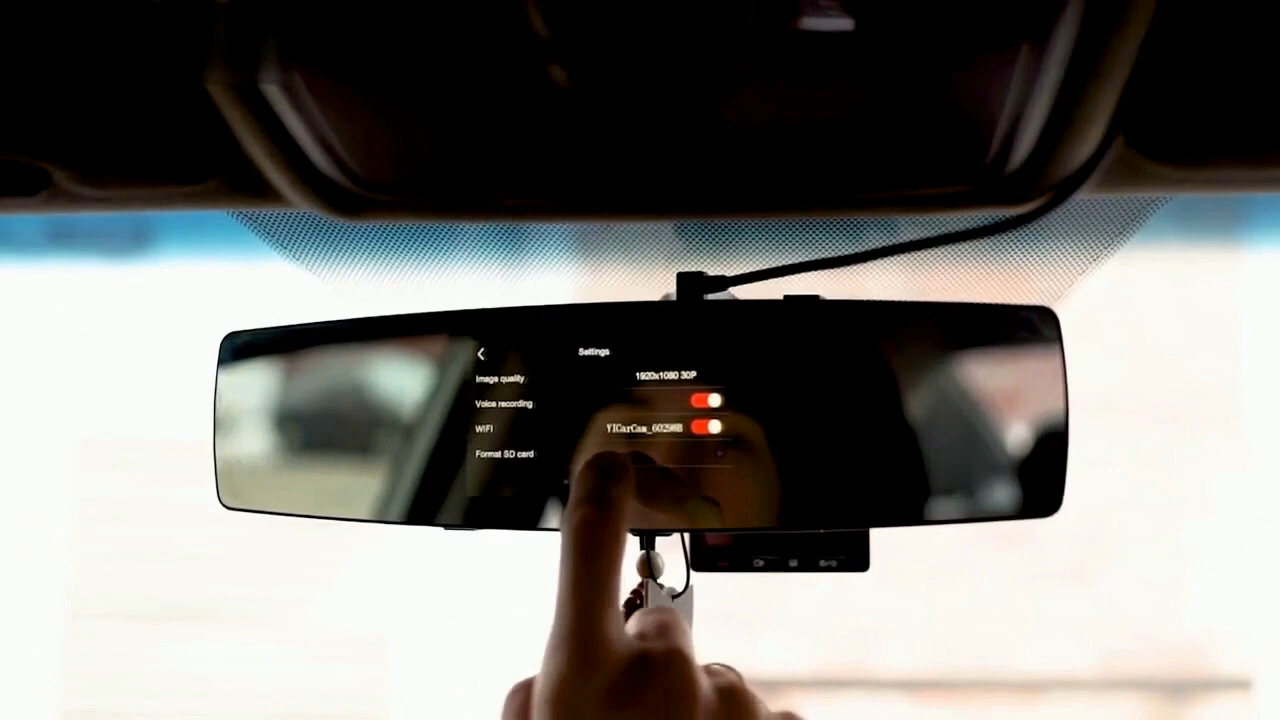 Settings
Image quality 1920x1080 30P
Voice recording
WIFI YICarCam_60298B
Format SD card